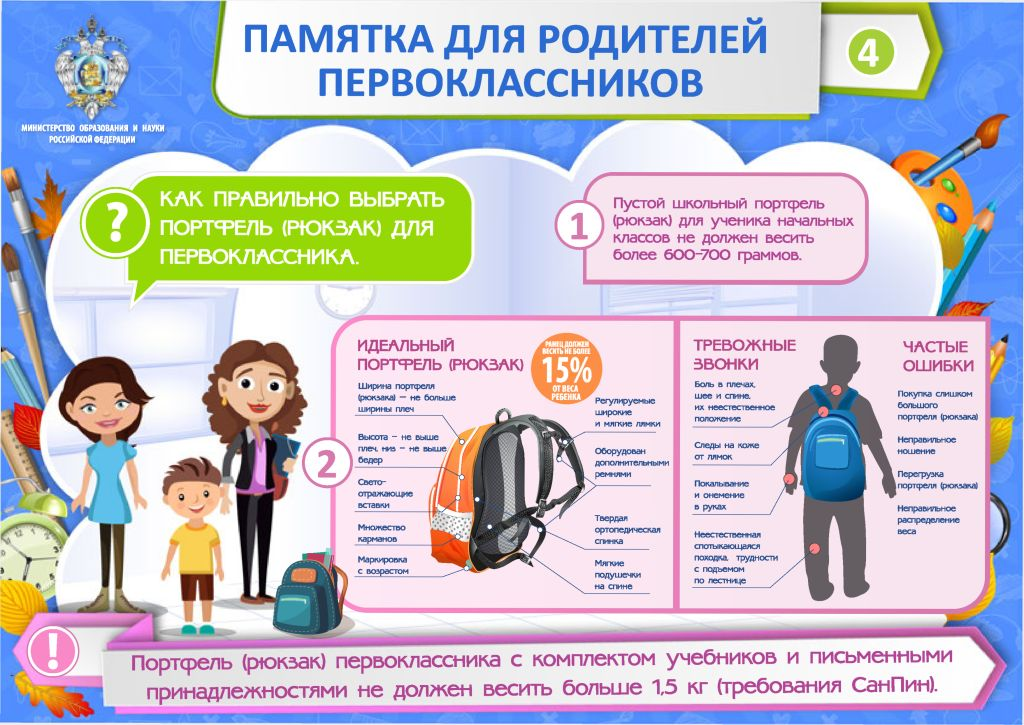 ПАМЯТКА ДЛЯ РОДИТЕЛЕЙ
ПЕРВОКЛАССНИКОВ
4
МИНИСТЕРСТВО ОБРАЗОВАНИЯ И НАУКИ
РОССИЙСКОЙ ФЕДЕРАЦИИ
?
КАК ПРАВИЛЬНО ВЫБРАТЬ
ПОРТФЕЛЬ (РЮКЗАК) ДЛЯ
ПЕРВОКЛАССНИКА.
1
Пустой школьный портфель
(рюкзак) для ученика начальных
классов не должен весить
более 600-700 граммов.
2
ИДЕАЛЬНЫЙ
ПОРТФЕЛЬ (РЮКЗАК)
РАНЕЦ ДОЛЖЕН
ВЕСИТЬ НЕ БОЛЕЕ
15%
ОТ ВЕСА
РЕБЕНКА
Ширина портфеля
(рюкзака) – не больше
ширины плеч
Высота – не выше
плеч, низ – не выше
бедер
Свето-
отражающие
вставки
Множество
карманов
Маркировка
с возрастом
Регулируемые
широкие
и мягкие лямки
Оборудован
дополнительными
ремнями
Твердая
ортопедическая
спинка
Мягкие
подушечки
на спине
ТРЕВОЖНЫЕ
ЗВОНКИ
Боль в плечах,
шее и спине,
их неестественное
положение
Следы на коже
от лямок
Покалывание
и онемение
в руках
Неестественная
спотыкающаяся
походка, трудности
с подъемом
по лестнице
ЧАСТЫЕ
ОШИБКИ
Покупка слишком
большого
портфеля (рюкзака)
Неправильное
ношение
Перегрузка
портфеля (рюкзака)
Неправильное
распределение
веса
!
Портфель (рюкзак) первоклассника с комплектом учебников и письменными
принадлежностями не должен весить больше 1,5 кг (требования СанПин).